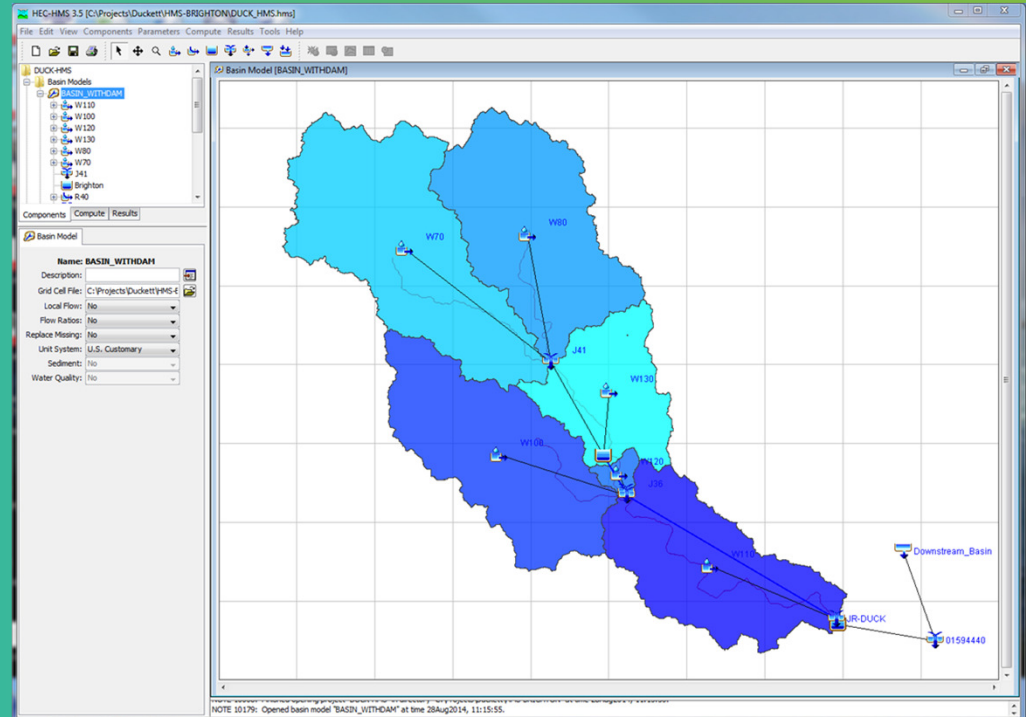 HEC-HMS 3.5 [C:\Projects\Duckett\HMS-BRIGHTON\DUCK_HMS.hms]
File Edit View Components Parameters Compute Results Tools Help
DUCK-HMS
Basin Models
BASIN_WITHDAM
W110
W100
W120
W130
W80
W70
J41
Brighton
R40
Components Compute Results
Basin Model
Name: BASIN_WITHDAM
Description:
Grid Cell File: C:\Projects\Duckett\HMS-E
Local Flow: No
Flow Ratios: No
Replace Missing: No
Unit System: U.S. Customary
Sediment: No
Water Quality: No
Basin Model [BASIN_WITHDAM]
W80
W70
J41
W130
W100
W120
J36
W110
Downstream_Basin
JR-DUCK
01594440
NOTE 10179: Opened basin model "BASIN_WITHDAM" at time 28Aug2014, 11:15:55.